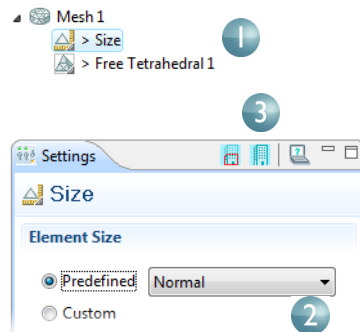 Mesh 1
> Size
1
> Free Tetrahedral 1
3
Settings
Size
Element Size
Predefined Normal
Custom
2